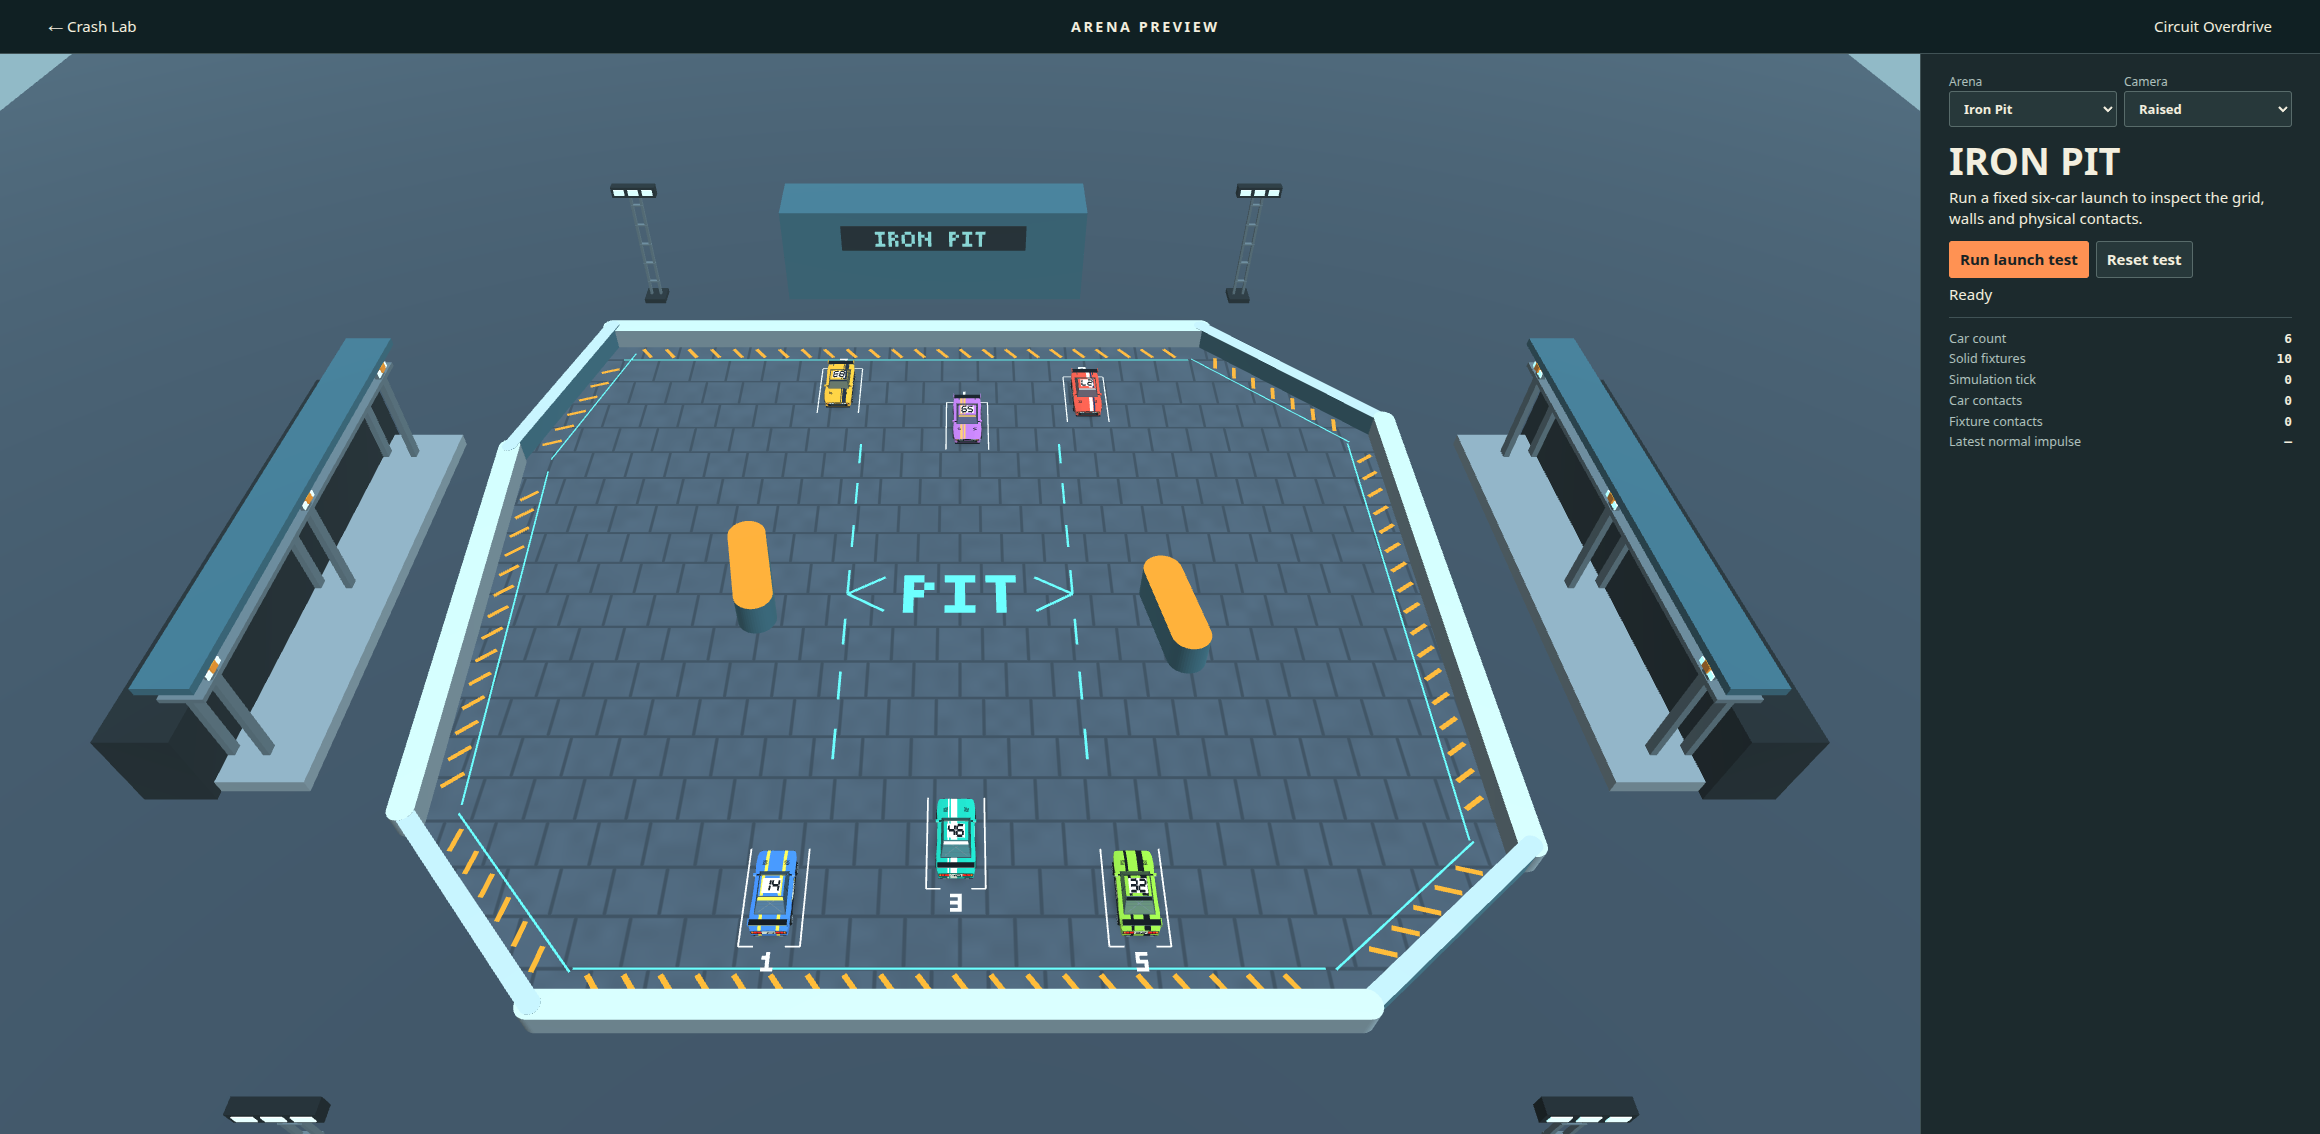 ← Crash Lab
ARENA PREVIEW
Circuit Overdrive
Arena
Camera
Iron Pit
Raised
IRON PIT
Run a fixed six-car launch to inspect the grid,
walls and physical contacts.
Run launch test
Reset test
Ready
Car count 6
Solid fixtures 10
Simulation tick 0
Car contacts 0
Fixture contacts 0
Latest normal impulse —
IRON PIT
PIT
46
14
32
3
1
5